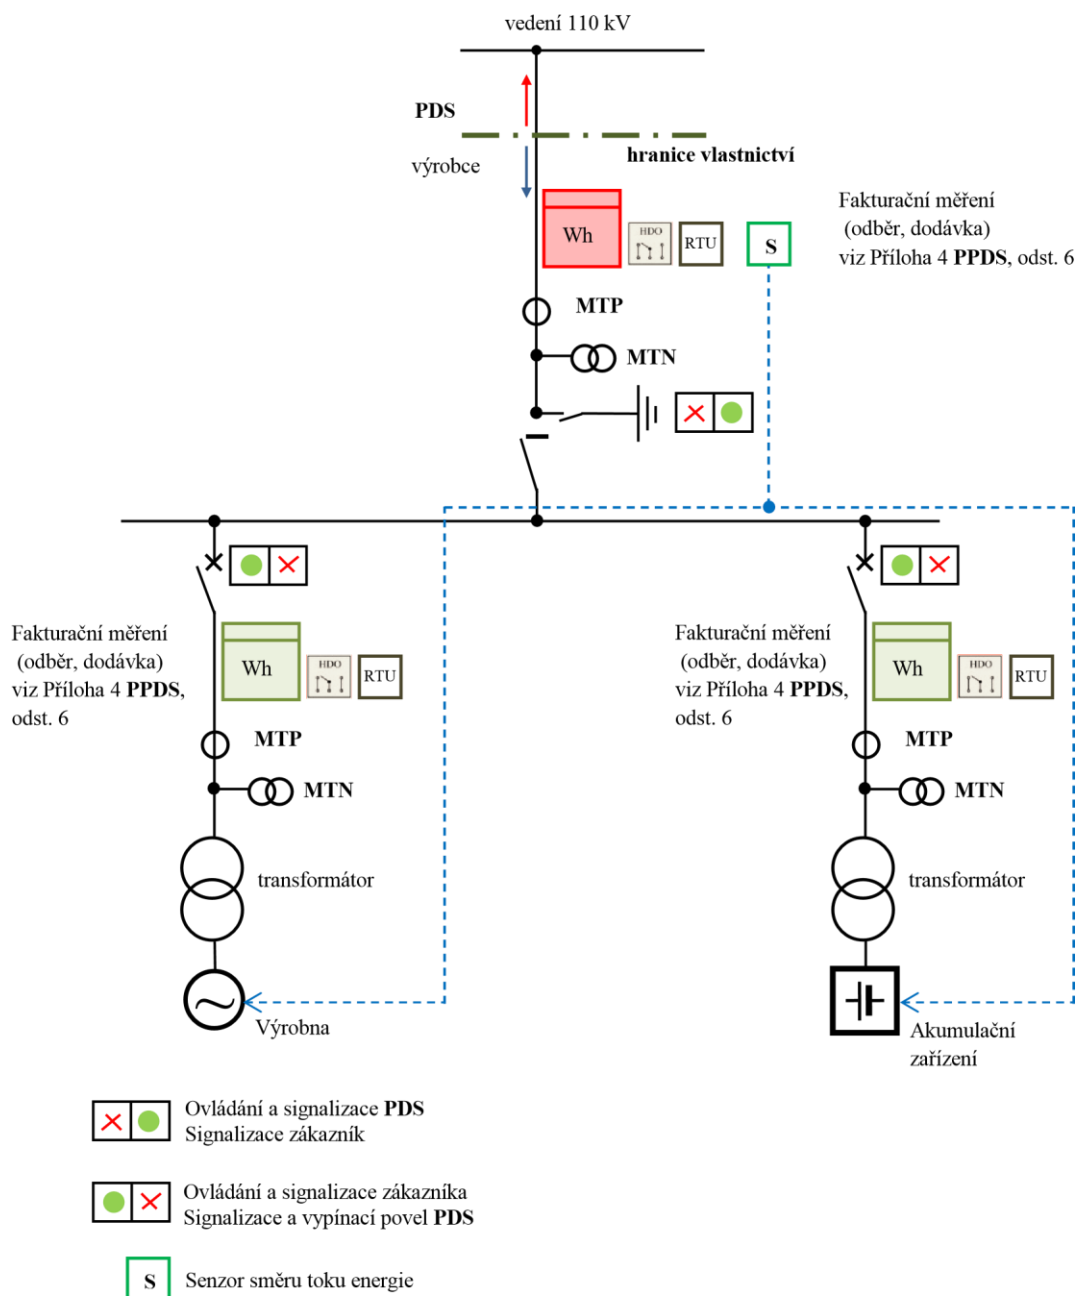 vedení 110 kV
PDS
hranice vlastnictví
výrobce
Fakturační měření
(odběr, dodávka)
viz Příloha 4 PPDS, odst. 6
Wh
HDO
RTU
S
MTP
MTN
Fakturační měření
(odběr, dodávka)
viz Příloha 4 PPDS,
odst. 6
Wh
HDO
RTU
MTP
MTN
transformátor
Výrobna
Fakturační měření
(odběr, dodávka)
viz Příloha 4 PPDS,
odst. 6
Wh
HDO
RTU
MTP
MTN
transformátor
Akumulační
zařízení
Ovládání a signalizace PDS
Signalizace zákazník
Ovládání a signalizace zákazníka
Signalizace a vypínací povel PDS
S
Senzor směru toku energie